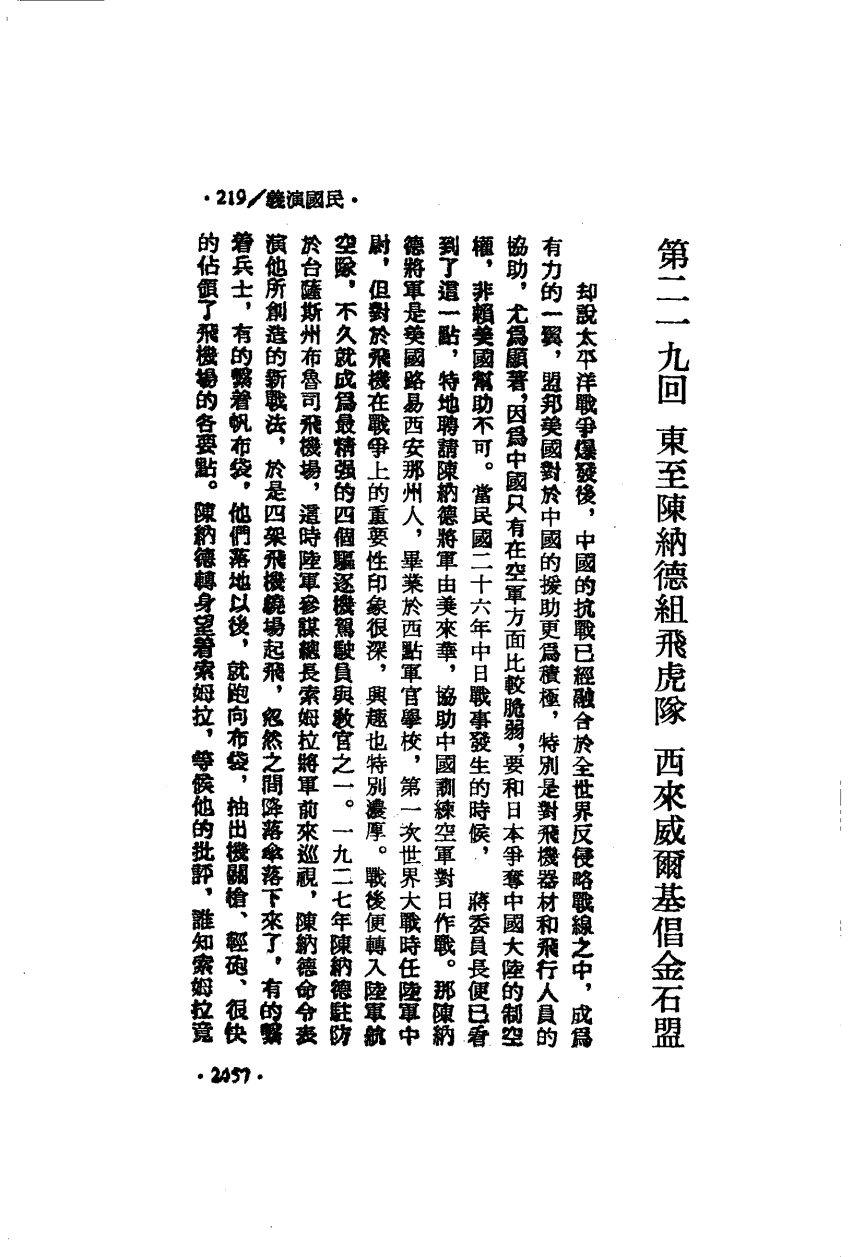 ·219/義演國民·
第二一九回 東至陳納德組飛虎隊 西來威爾基倡金石盟
却說太平洋戰爭爆發後，中國的抗戰已經融合於全世界反侵略戰線之中，成爲
有力的一翼，盟邦美國對於中國的援助更爲積極，特別是對飛機器材和飛行人員的
協助，尤爲顯著，因爲中國只有在空軍方面比較脆弱，要和日本爭奪中國大陸的制空
權，非賴美國幫助不可。當民國二十六年中日戰事發生的時候， 蔣委員長便已看
到了這一點，特地聘請陳納德將軍由美來華，協助中國訓練空軍對日作戰。那陳納
德將軍是美國路易西安那州人，畢業於西點軍官學校，第一次世界大戰時任陸軍中
尉，但對於飛機在戰爭上的重要性印象很深，興趣也特別濃厚。戰後便轉入陸軍航
空隊，不久就成爲最精强的四個驅逐機駕駛員與敎官之一。一九二七年陳納德駐防
於台薩斯州布魯司飛機場，這時陸軍參謀總長索姆拉將軍前來巡視，陳納德命令表
演他所創造的新戰法，於是四架飛機繞場起飛，忽然之間降落傘落下來了，有的繫
着兵士，有的繫着帆布袋，他們落地以後，就跑向布袋，抽出機關槍、輕砲、很快
的佔領了飛機場的各要點。陳納德轉身望着索姆拉，等候他的批評，誰知索姆拉竟
·2057·